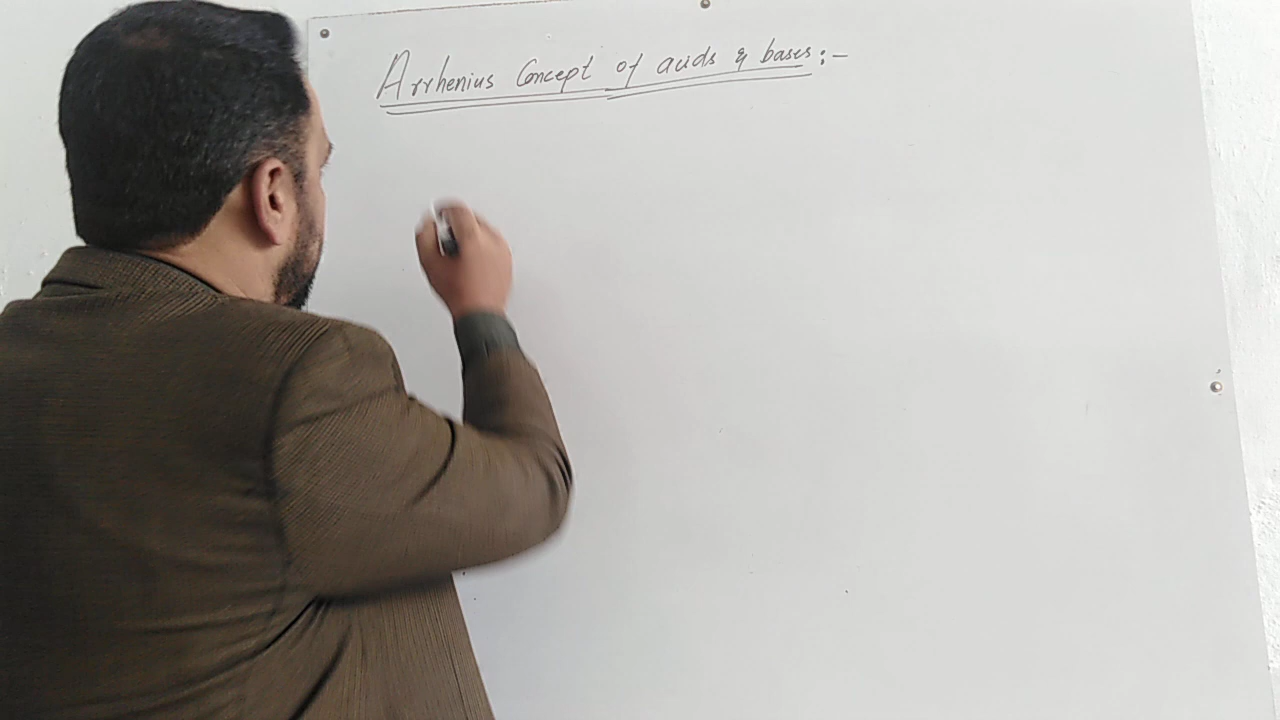 Arrhenius Concept of acids & bases :-